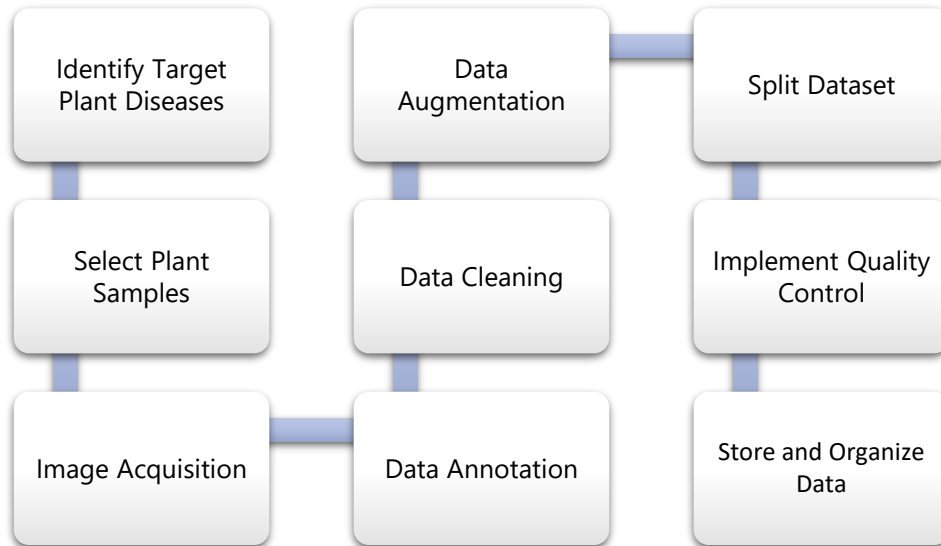 Identify Target
Plant Diseases
Select Plant
Samples
Image Acquisition
Data Annotation
Data Cleaning
Data
Augmentation
Split Dataset
Implement Quality
Control
Store and Organize
Data